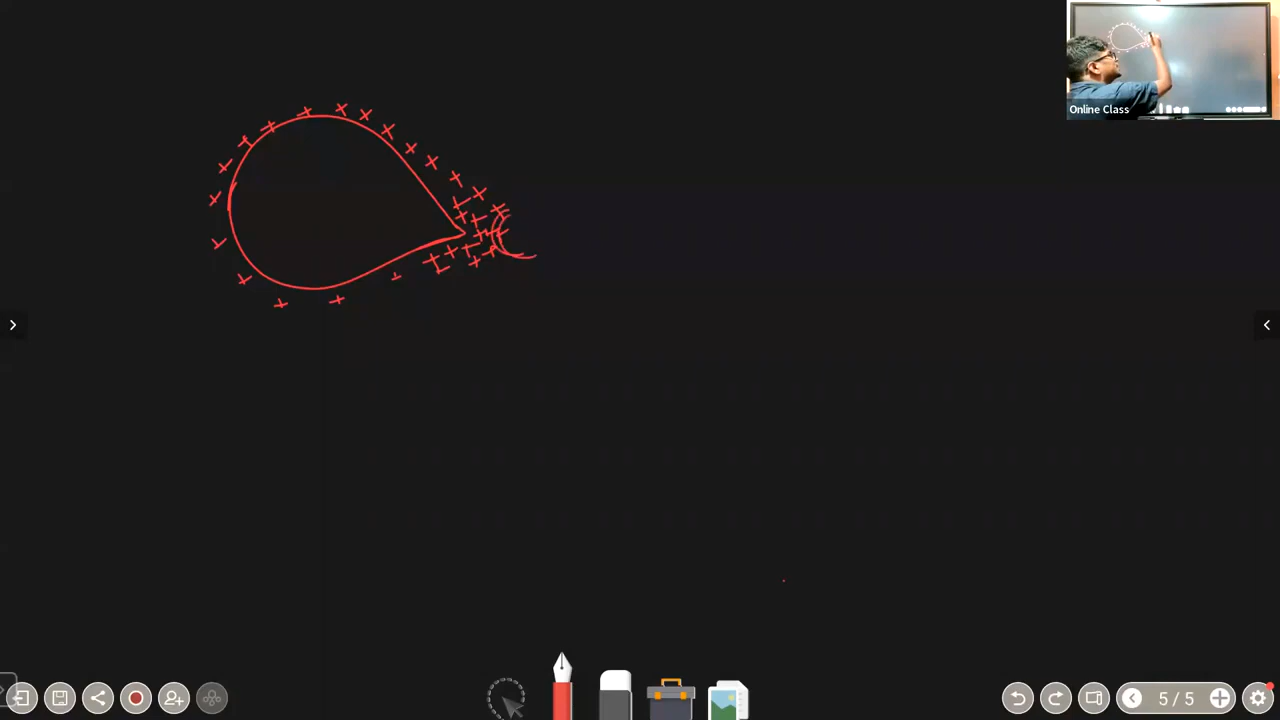 Online Class
+ + + + + × × × × × × × + + + + + + + + + + + + + + + + + + +
5 / 5